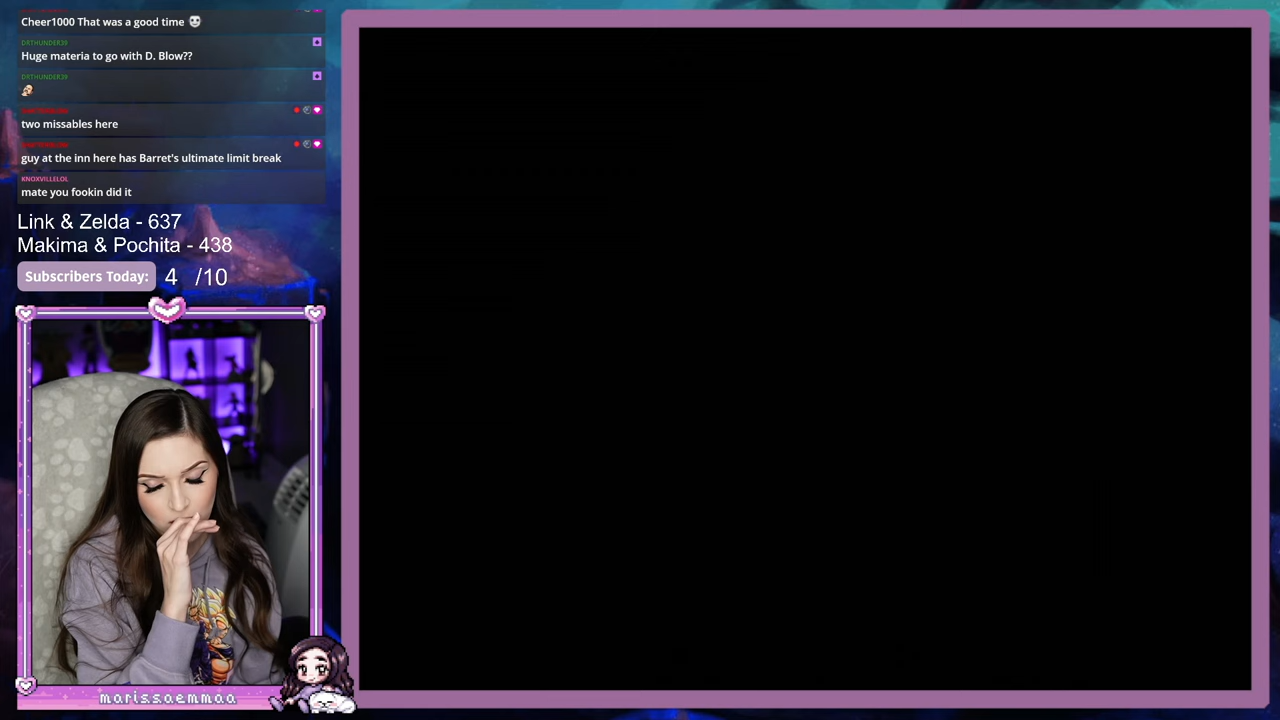 Cheer1000 That was a good time
DRTHUNDER39
Huge materia to go with D. Blow??
DRTHUNDER39
two missables here
guy at the inn here has Barret's ultimate limit break
KNOXVILLELOL
mate you fookin did it
Link & Zelda - 637
Makima & Pochita - 438
Subscribers Today: 4 /10
marissaemmaa